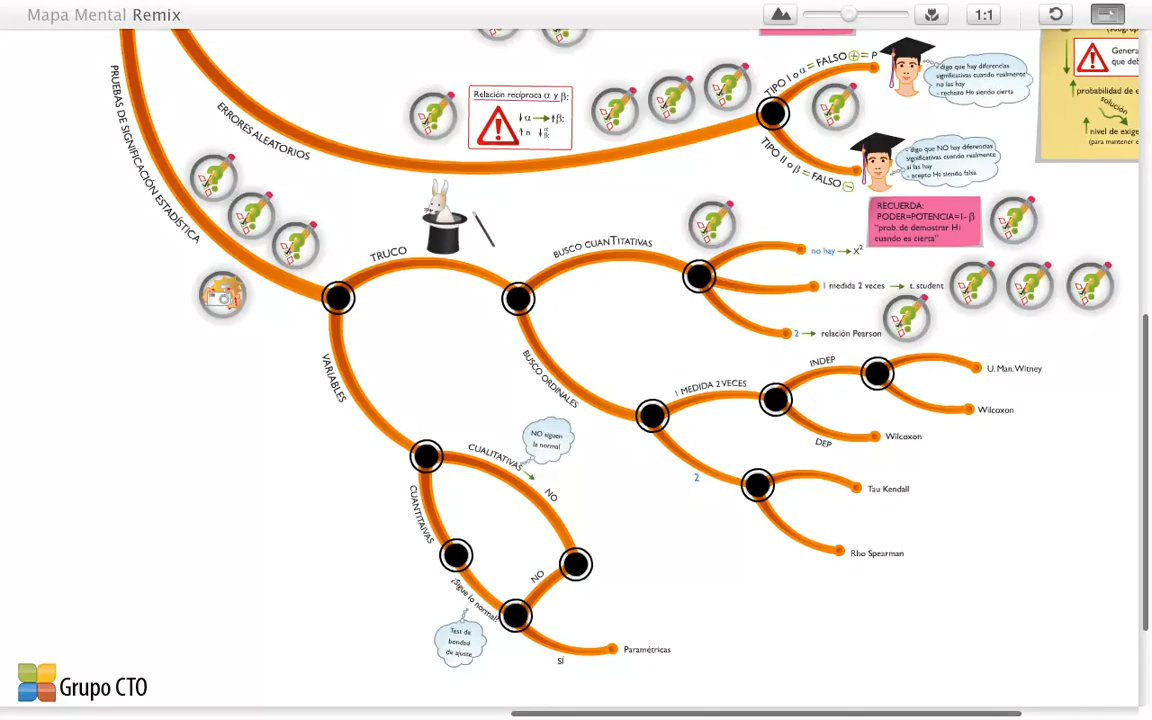 Mapa Mental Remix
1:1
PRUEBAS DE SIGNIFICACIÓN ESTADÍSTICA
ERRORES ALEATORIOS
Relación recíproca α y β:
↓α → ↑β:
↑ n ↓ α
β:
TIPO I o α = FALSO + = P
digo que hay diferencias
significativas cuando realmente
no las hay
- rechazo Ho siendo cierta
TIPO II o β = FALSO -
- digo que NO hay diferencias
significativas cuando realmente
sí las hay
- acepto Ho siendo falsa
Genera
que deb
↑ probabilidad de e
solución
↑ nivel de exige
(para mantener
RECUERDA:
PODER=POTENCIA=1-β
"prob. de demostrar H1
cuando es cierta"
TRUCO
BUSCO CUANTITATIVAS
no hay → X²
1 medida 2 veces → t. student
2 → relación Pearson
BUSCO ORDINALES
1 MEDIDA 2 VECES
INDEP
U. Man. Witney
Wilcoxon
DEP
Wilcoxon
2
Tau Kendall
Rho Spearman
VARIABLES
CUALITATIVAS
NO siguen
la normal
NO
CUANTITAIVAS
¿Sigue la normal?
NO
Test de
bondad
de ajuste
SÍ
Paramétricas
Grupo CTO